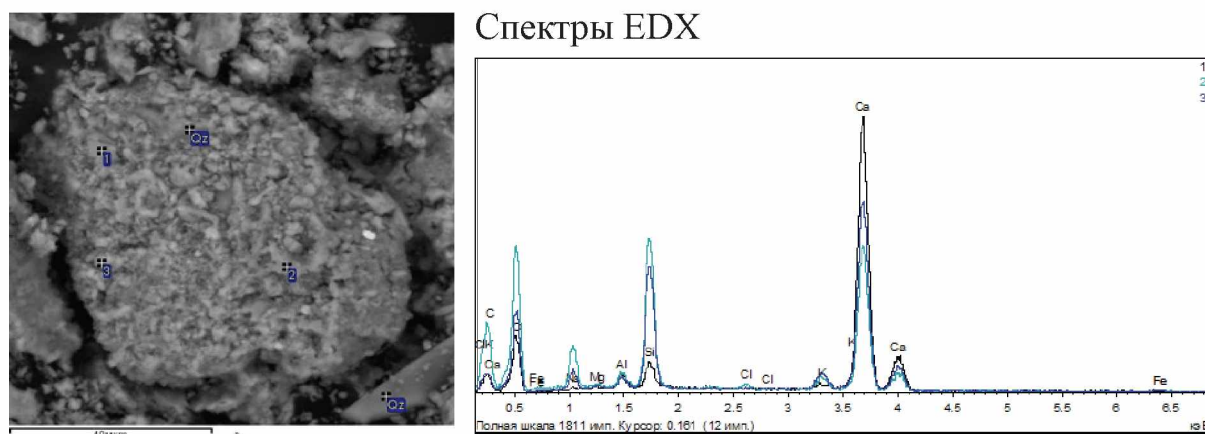 Спектры EDX
Qz
1
3
2
Qz
1
2
3
Ca
C
Ca
Fe
Na
Mg
Al
Si
Cl
Cl
K
K
Ca
Fe
0.5 1 1.5 2 2.5 3 3.5 4 4.5 5 5.5 6 6.5
Полная шкала 1811 имп. Курсор: 0.161 (12 имп.)